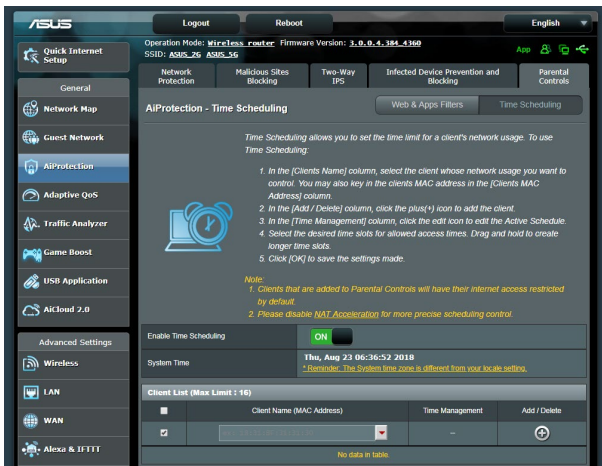 ASUS
Logout
Reboot
English
Quick Internet
Setup
Operation Mode: Wireless router Firmware Version: 3.0.0.4.384_4360
SSID: ASUS_2G ASUS_5G
App
General
Network Map
Guest Network
AiProtection
Adaptive QoS
Traffic Analyzer
Game Boost
USB Application
AiCloud 2.0
Advanced Settings
Wireless
LAN
WAN
Alexa & IFTTT
Network
Protection
Malicious Sites
Blocking
Two-Way
IPS
Infected Device Prevention and
Blocking
Parental
Controls
AiProtection - Time Scheduling
Web & Apps Filters
Time Scheduling
Time Scheduling allows you to set the time limit for a client's network usage. To use
Time Scheduling:
1. In the [Clients Name] column, select the client whose network usage you want to
control. You may also key in the clients MAC address in the [Clients MAC
Address] column.
2. In the [Add / Delete] column, click the plus(+) icon to add the client.
3. In the [Time Management] column, click the edit icon to edit the Active Schedule.
4. Select the desired time slots for allowed access times. Drag and hold to create
longer time slots.
5. Click [OK] to save the settings made.
Note:
1. Clients that are added to Parental Controls will have their internet access restricted
by default.
2. Please disable NAT Acceleration for more precise scheduling control.
Enable Time Scheduling
ON
System Time
Thu, Aug 23 06:36:52 2018
* Reminder: The System time zone is different from your locale setting.
Client List (Max Limit : 16)
Client Name (MAC Address)
Time Management
Add / Delete
--
No data in table.